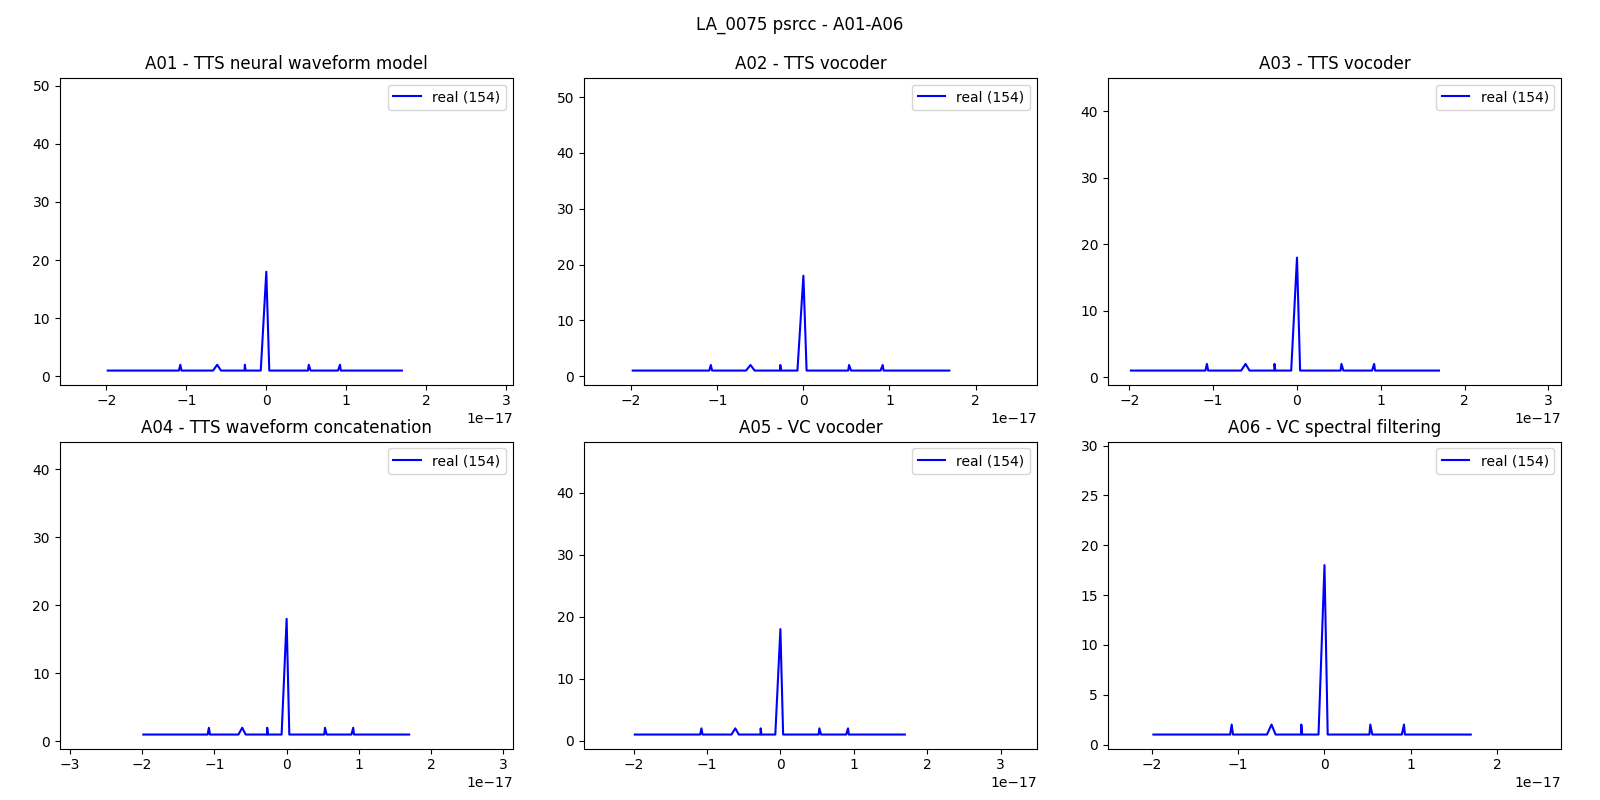 LA_0075 psrcc - A01-A06
A01 - TTS neural waveform model
A02 - TTS vocoder
A03 - TTS vocoder
real (154)
real (154)
real (154)
50
40
30
20
10
0
50
40
30
20
10
0
40
30
20
10
0
−2 −1 0 1 2 3
1e−17
−2 −1 0 1 2
1e−17
−2 −1 0 1 2 3
1e−17
A04 - TTS waveform concatenation
A05 - VC vocoder
A06 - VC spectral filtering
real (154)
real (154)
real (154)
40
30
20
10
0
40
30
20
10
0
30
25
20
15
10
5
0
−3 −2 −1 0 1 2 3
1e−17
−2 −1 0 1 2 3
1e−17
−2 −1 0 1 2
1e−17